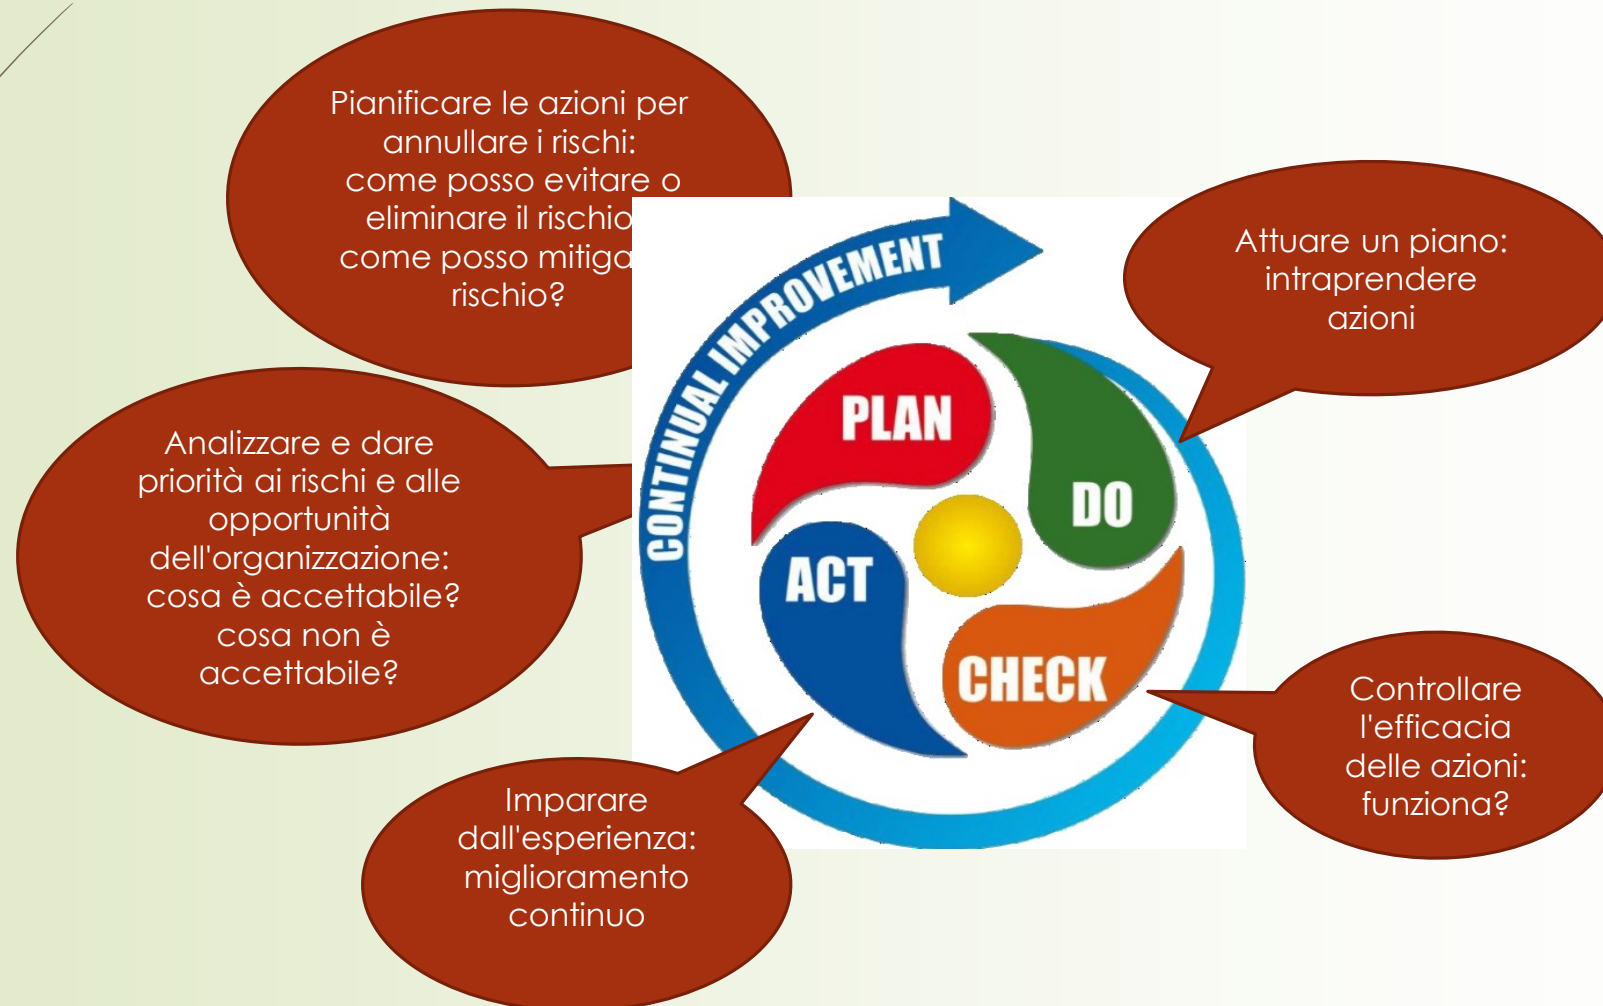 Pianificare le azioni per
annullare i rischi:
come posso evitare o
eliminare il rischio
come posso
rischio?
Analizzare e dare
priorità ai rischi e alle
opportunità
dell'organizzazione:
cosa è accettabile?
cosa non è
accettabile?
CONTINUAL IMPROVEMENT
PLAN
DO
ACT
CHECK
Attuare un piano:
intraprendere
azioni
Controllare
l'efficacia
delle azioni:
funziona?
Imparare
dall'esperienza:
miglioramento
continuo